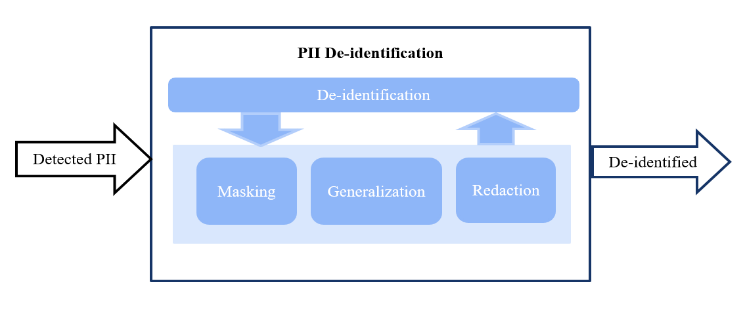 PII De-identification
De-identification
Detected PII
Masking
Generalization
Redaction
De-identified